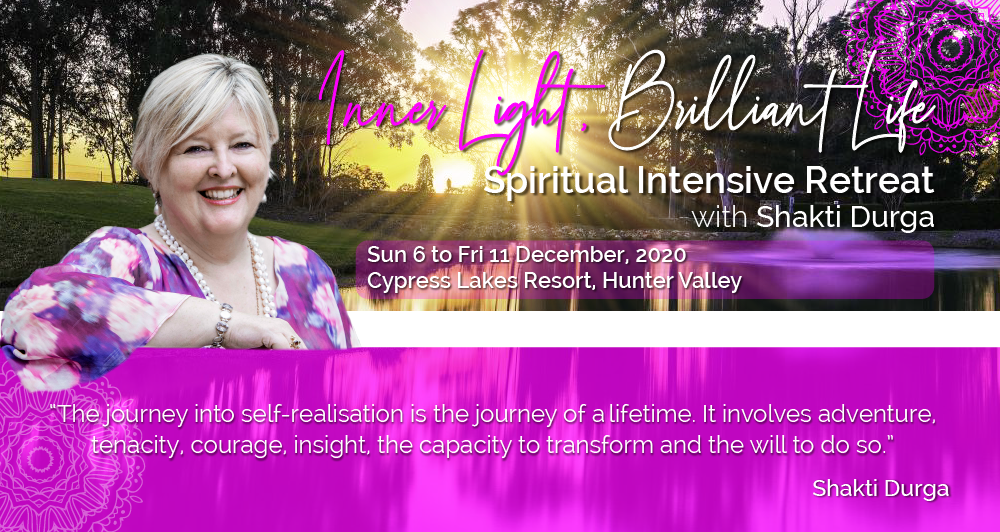 Inner Light, Brilliant Life
Spiritual Intensive Retreat
with Shakti Durga
Sun 6 to Fri 11 December, 2020
Cypress Lakes Resort, Hunter Valley
"The journey into self-realisation is the journey of a lifetime. It involves adventure,
tenacity, courage, insight, the capacity to transform and the will to do so."
Shakti Durga